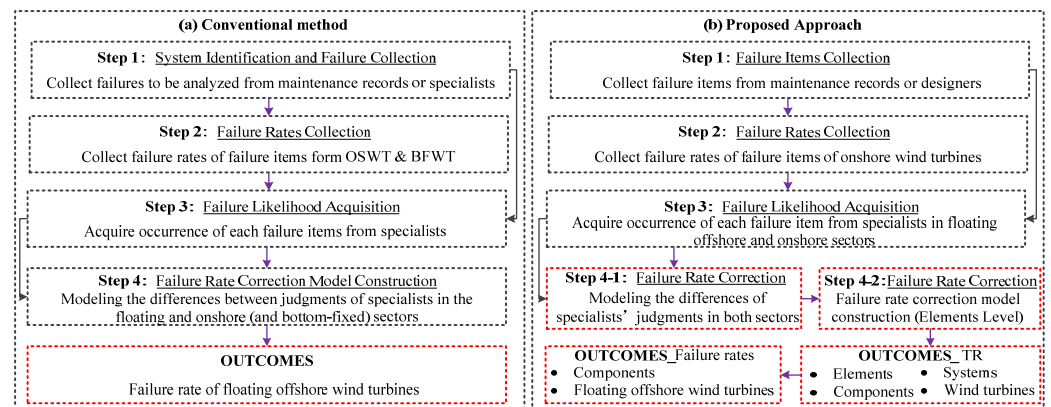 (a) Conventional method
Step 1: System Identification and Failure Collection
Collect failures to be analyzed from maintenance records or specialists
Step 2: Failure Rates Collection
Collect failure rates of failure items form OSWT & BFWT
Step 3: Failure Likelihood Acquisition
Acquire occurrence of each failure items from specialists
Step 4: Failure Rate Correction Model Construction
Modeling the differences between judgments of specialists in the
floating and onshore (and bottom-fixed) sectors
OUTCOMES
Failure rate of floating offshore wind turbines
(b) Proposed Approach
Step 1: Failure Items Collection
Collect failure items from maintenance records or designers
Step 2: Failure Rates Collection
Collect failure rates of failure items of onshore wind turbines
Step 3: Failure Likelihood Acquisition
Acquire occurrence of each failure item from specialists in floating
offshore and onshore sectors
Step 4-1: Failure Rate Correction
Modeling the differences of
specialists' judgments in both sectors
Step 4-2: Failure Rate Correction
Failure rate correction model
construction (Elements Level)
OUTCOMES_TR
• Elements
• Systems
• Components
• Wind turbines
OUTCOMES_Failure rates
• Components
• Floating offshore wind turbines